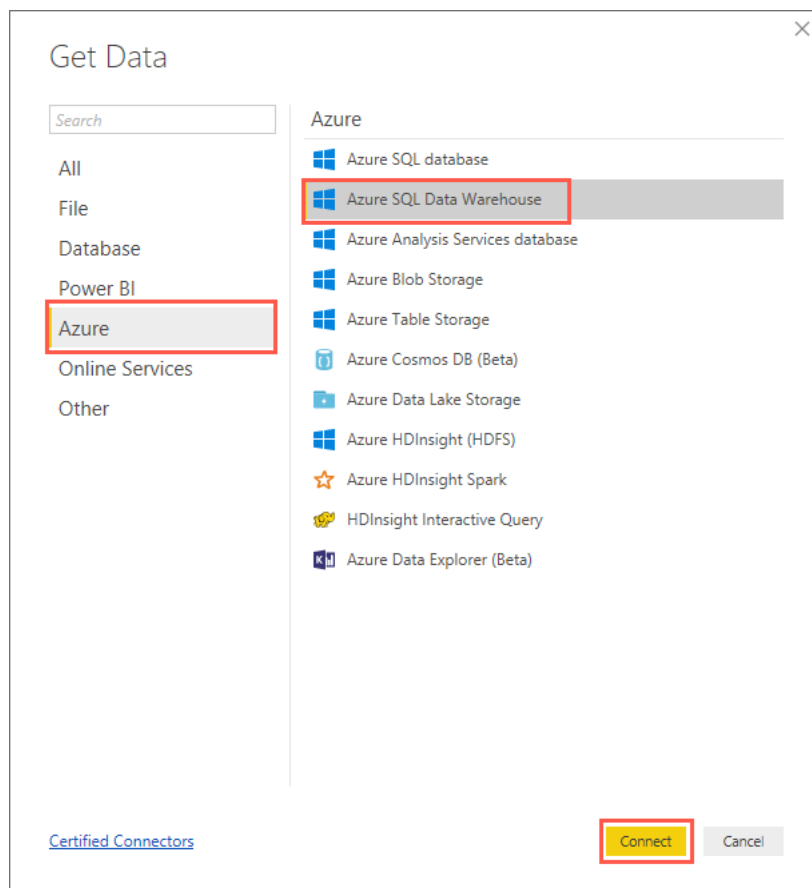 Get Data
Search
All
File
Database
Power BI
Azure
Online Services
Other
Azure
Azure SQL database
Azure SQL Data Warehouse
Azure Analysis Services database
Azure Blob Storage
Azure Table Storage
Azure Cosmos DB (Beta)
Azure Data Lake Storage
Azure HDInsight (HDFS)
Azure HDInsight Spark
HDInsight Interactive Query
Azure Data Explorer (Beta)
Certified Connectors
Connect
Cancel